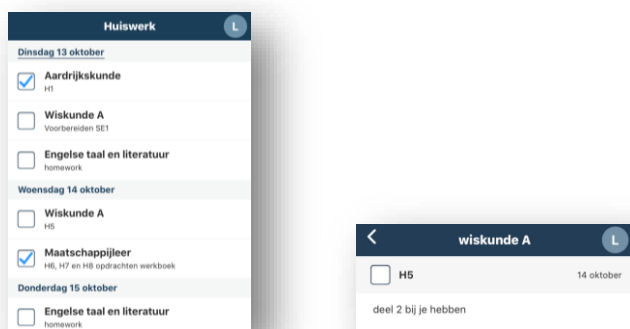 Huiswerk
L
Dinsdag 13 oktober
Aardrijkskunde
H1
Wiskunde A
Voorbereiden SE1
Engelse taal en literatuur
homework
Woensdag 14 oktober
Wiskunde A
H5
Maatschappijleer
H6, H7 en H8 opdrachten werkboek
Donderdag 15 oktober
Engelse taal en literatuur
homework
wiskunde A
L
H5 14 oktober
deel 2 bij je hebben